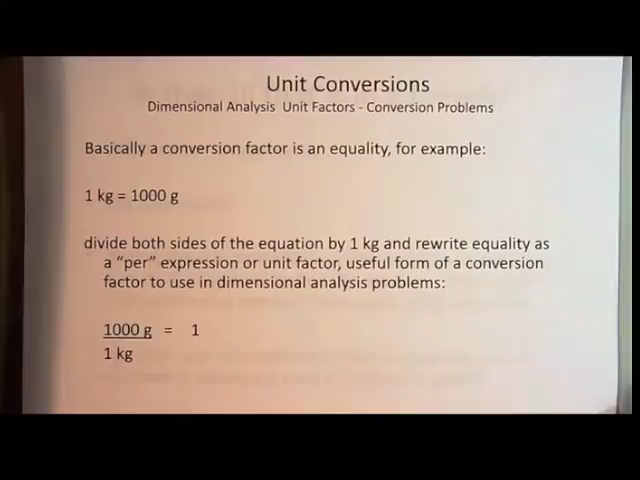 Unit Conversions
Dimensional Analysis Unit Factors - Conversion Problems
Basically a conversion factor is an equality, for example:
1 kg = 1000 g
divide both sides of the equation by 1 kg and rewrite equality as
a “per” expression or unit factor, useful form of a conversion
factor to use in dimensional analysis problems:
1000 g = 1
1 kg